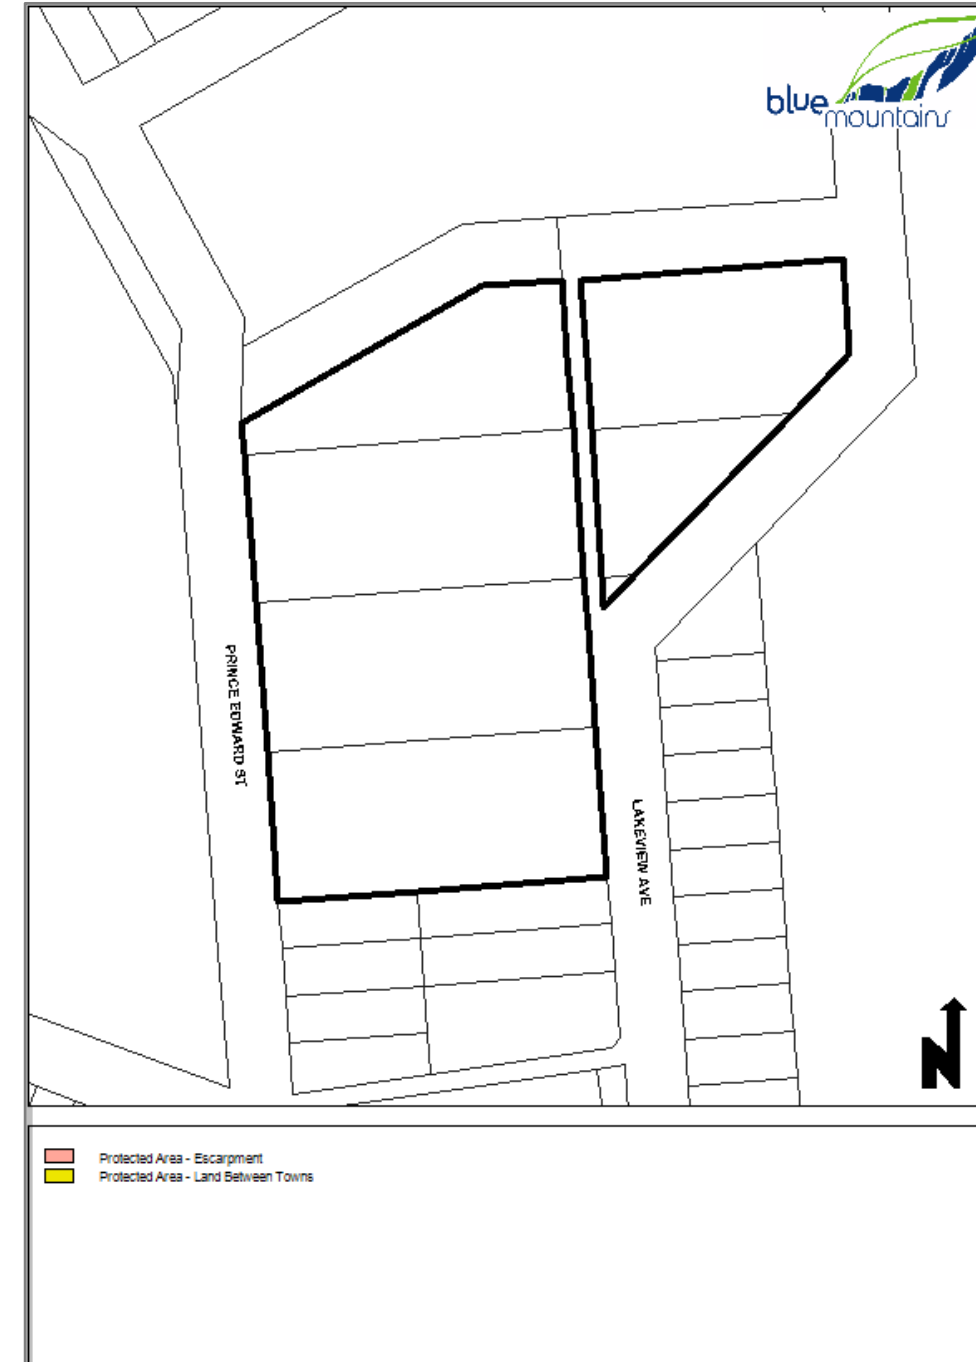 blue
mountains
PRINCE EDWARD ST
LAKEVIEW AVE
N
Protected Area - Escarpment
Protected Area - Land Between Towns